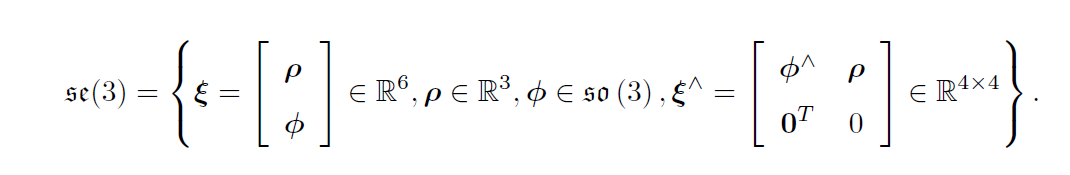 𝔰𝔢(3) = { ξ = [ ρ ; ϕ ] ∈ ℝ⁶, ρ ∈ ℝ³, ϕ ∈ 𝔰𝔬 (3) , ξ^∧ = [ ϕ^∧ ρ ; 0ᵀ 0 ] ∈ ℝ^{4×4} } .